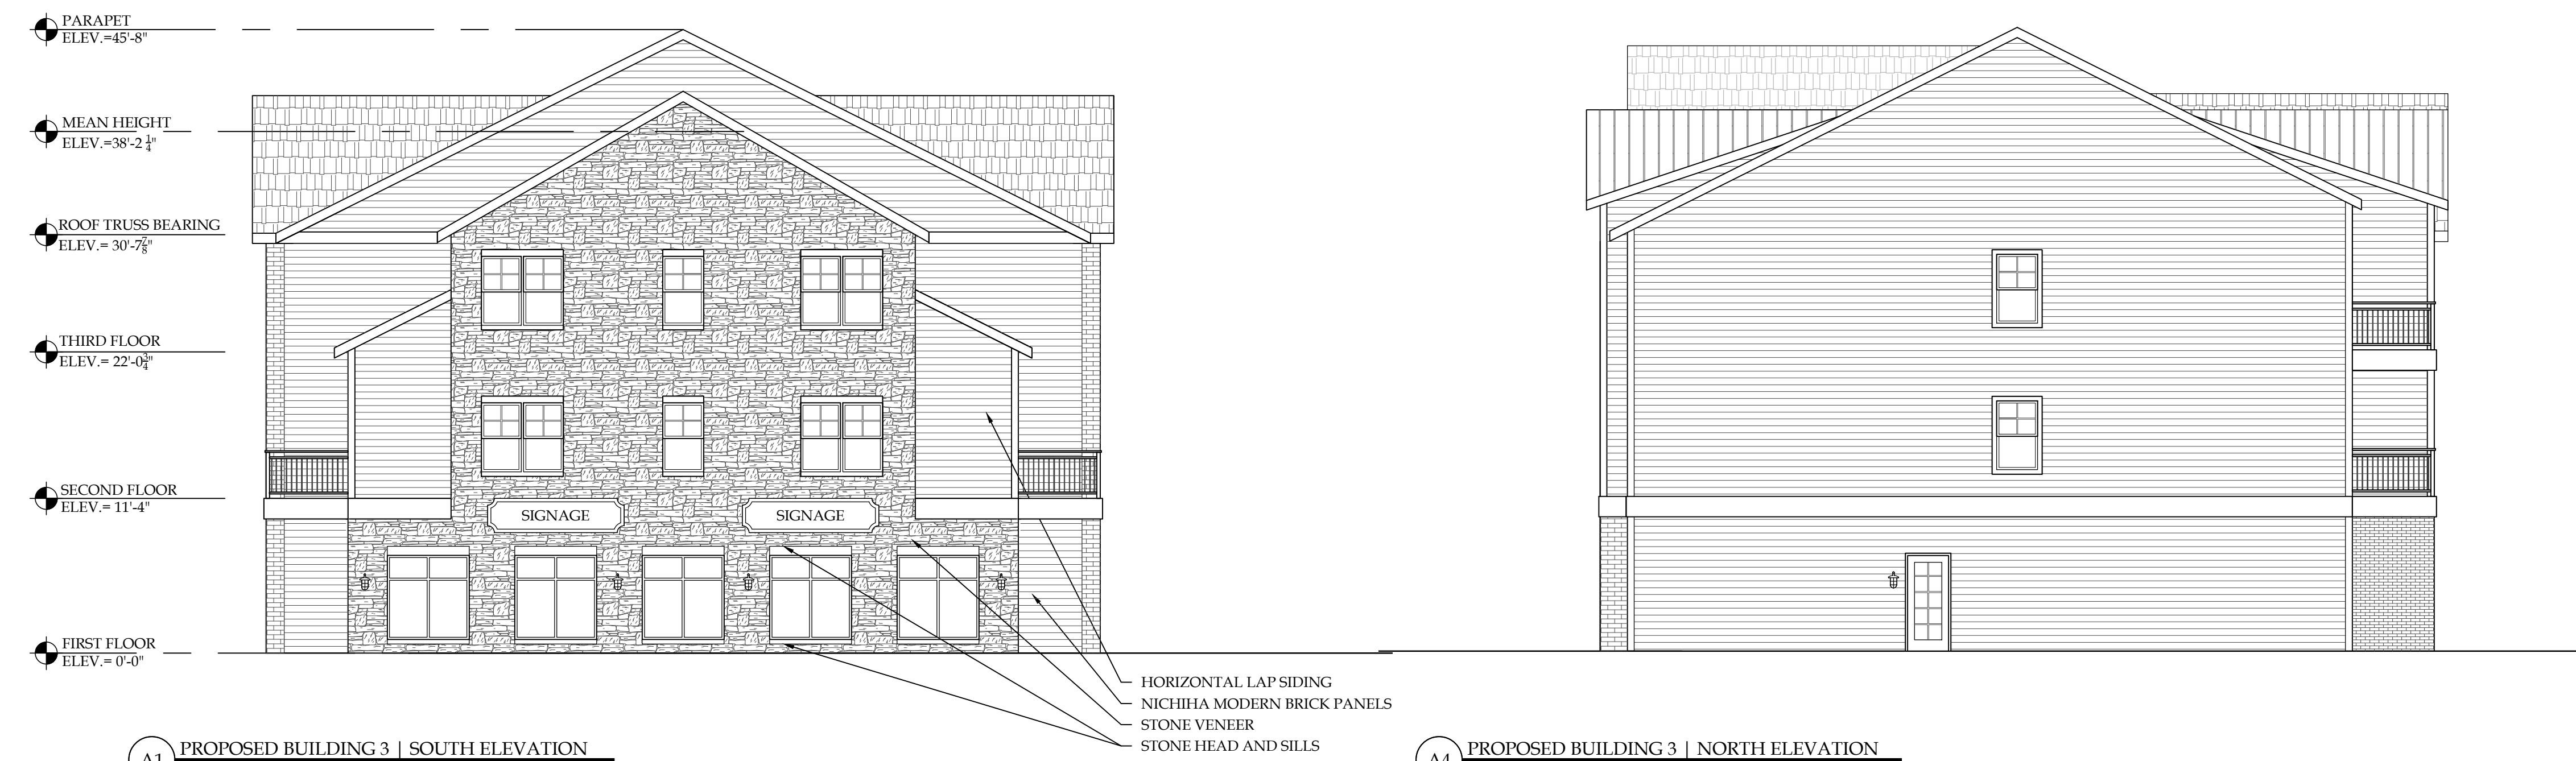 PARAPET
ELEV.=45'-8"
MEAN HEIGHT
ELEV.=38'-2 1/4"
ROOF TRUSS BEARING
ELEV.= 30'-7 7/8"
THIRD FLOOR
ELEV.= 22'-0 3/4"
SECOND FLOOR
ELEV.= 11'-4"
FIRST FLOOR
ELEV.= 0'-0"
SIGNAGE
SIGNAGE
HORIZONTAL LAP SIDING
NICHIHA MODERN BRICK PANELS
STONE VENEER
STONE HEAD AND SILLS
A1
PROPOSED BUILDING 3 | SOUTH ELEVATION
A4
PROPOSED BUILDING 3 | NORTH ELEVATION